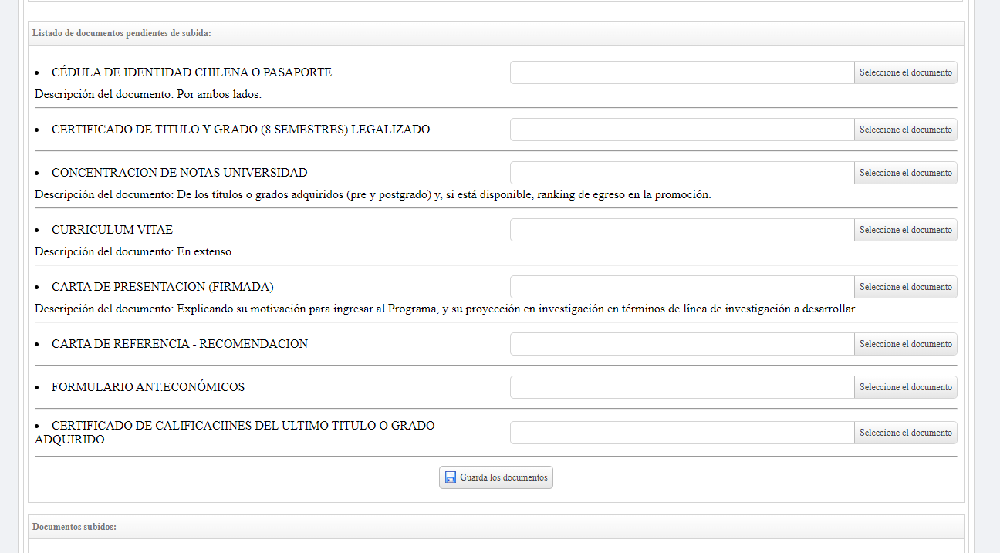 Listado de documentos pendientes de subida:
• CÉDULA DE IDENTIDAD CHILENA O PASAPORTE
Seleccione el documento
Descripción del documento: Por ambos lados.
• CERTIFICADO DE TITULO Y GRADO (8 SEMESTRES) LEGALIZADO
Seleccione el documento
• CONCENTRACION DE NOTAS UNIVERSIDAD
Seleccione el documento
Descripción del documento: De los títulos o grados adquiridos (pre y postgrado) y, si está disponible, ranking de egreso en la promoción.
• CURRICULUM VITAE
Seleccione el documento
Descripción del documento: En extenso.
• CARTA DE PRESENTACION (FIRMADA)
Seleccione el documento
Descripción del documento: Explicando su motivación para ingresar al Programa, y su proyección en investigación en términos de línea de investigación a desarrollar.
• CARTA DE REFERENCIA - RECOMENDACION
Seleccione el documento
• FORMULARIO ANT.ECONÓMICOS
Seleccione el documento
• CERTIFICADO DE CALIFICACIINES DEL ULTIMO TITULO O GRADO
ADQUIRIDO
Seleccione el documento
Guarda los documentos
Documentos subidos: